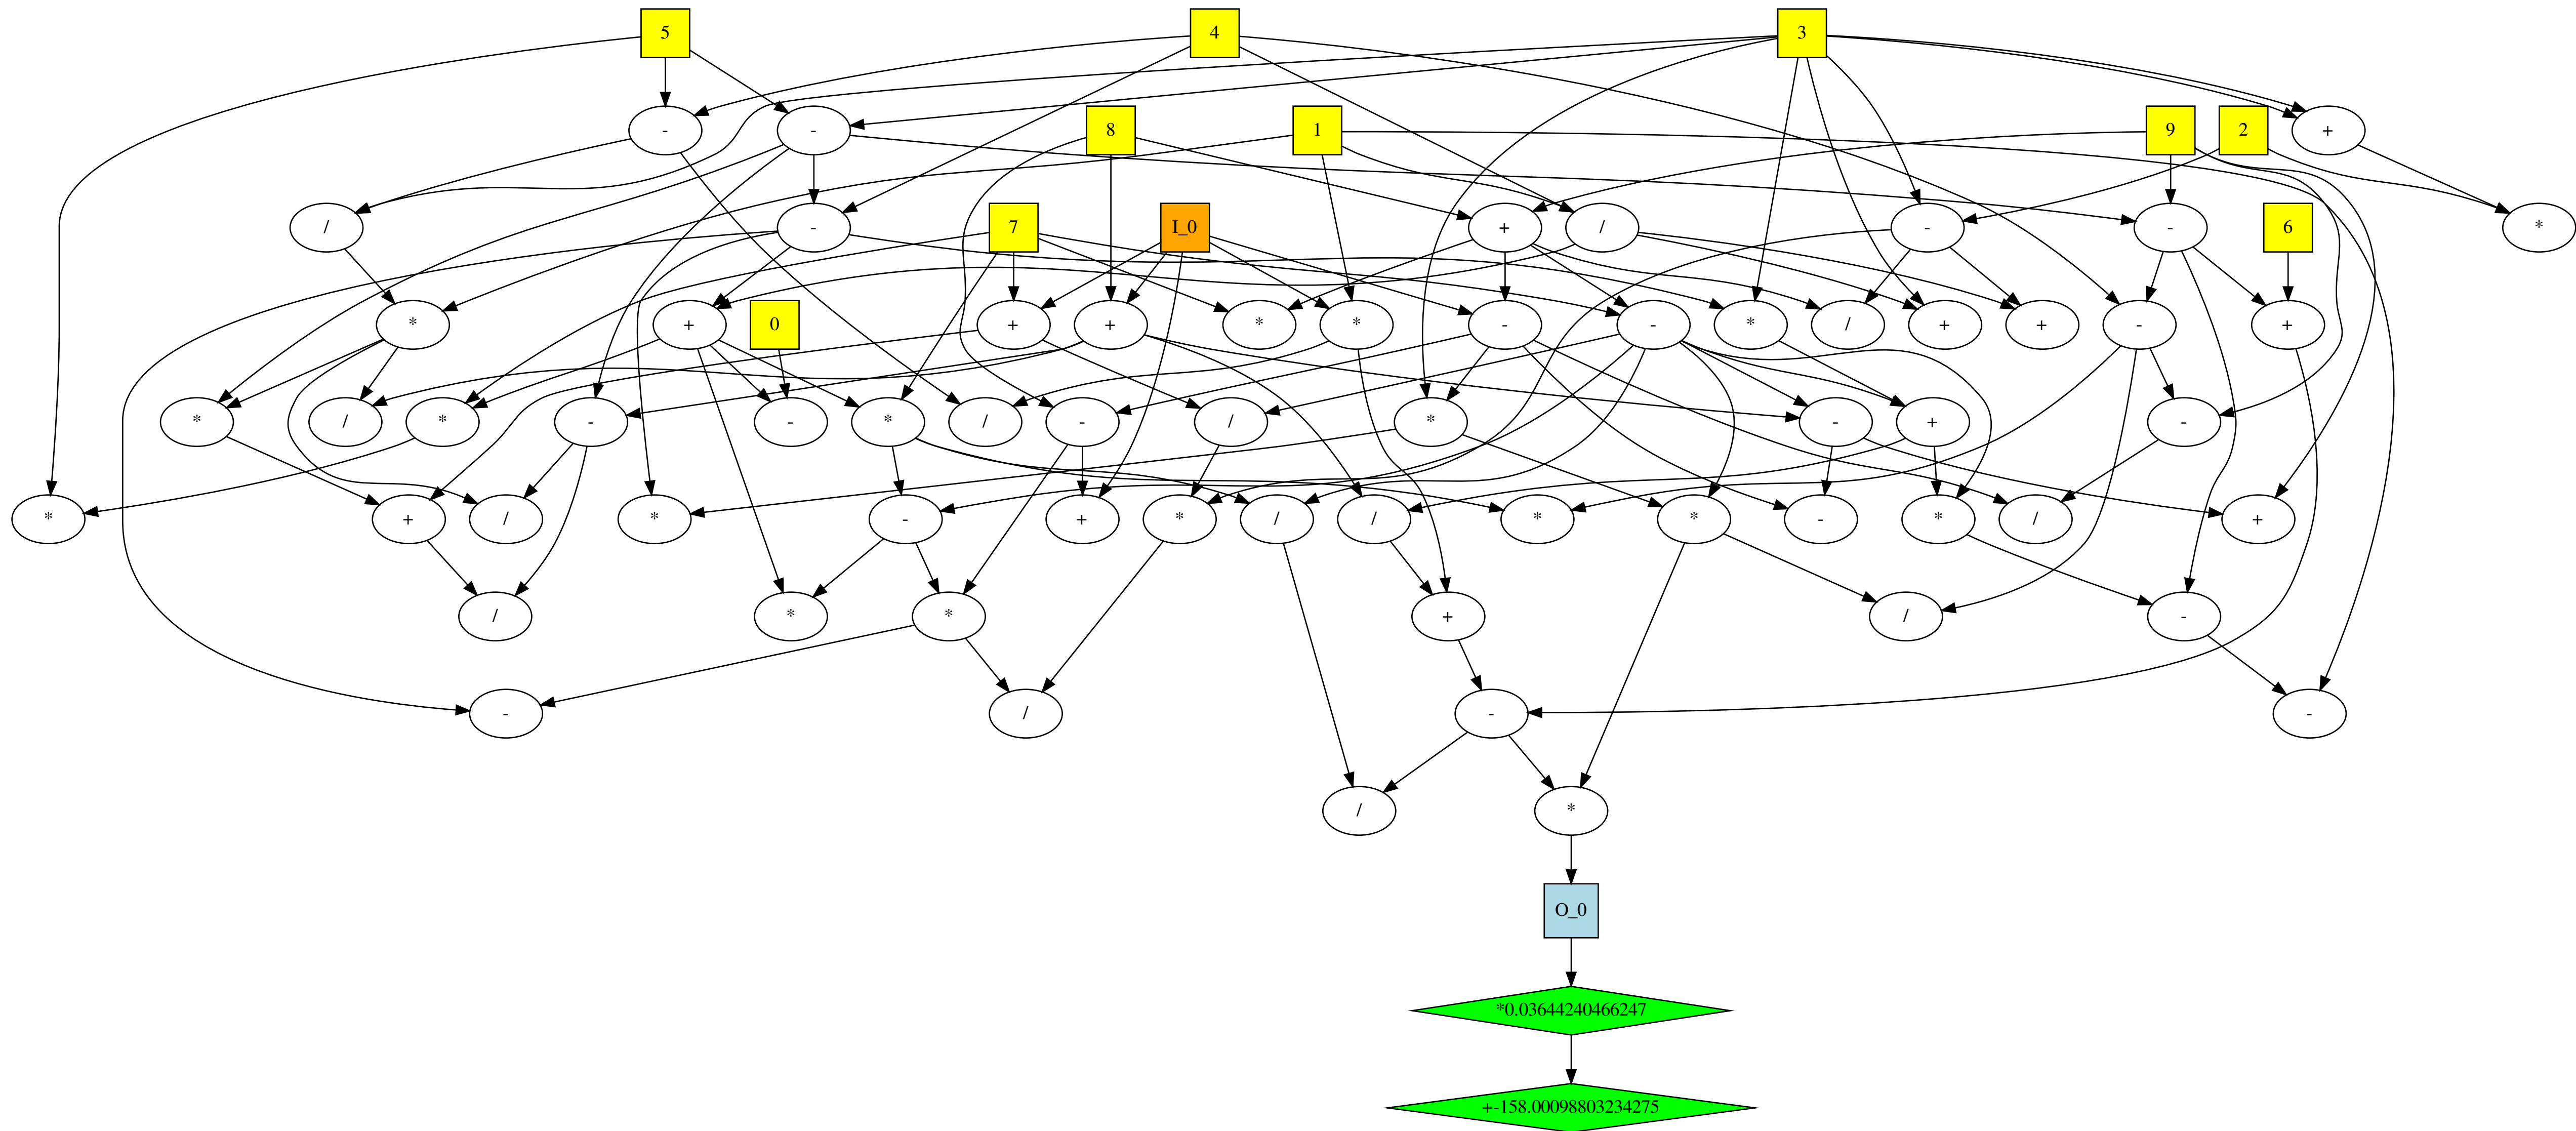 5 4 3
- - 8 1 9 2 +
/ - 7 I_0 + / - - 6 *
* + 0 + + * * - - * / + + - +
* / * - - * / - / * - + -
* + / * - + * / / * * - * / +
/ * * + / -
- / - -
/ *
O_0
*0.03644240466247
+-158.00098803234275